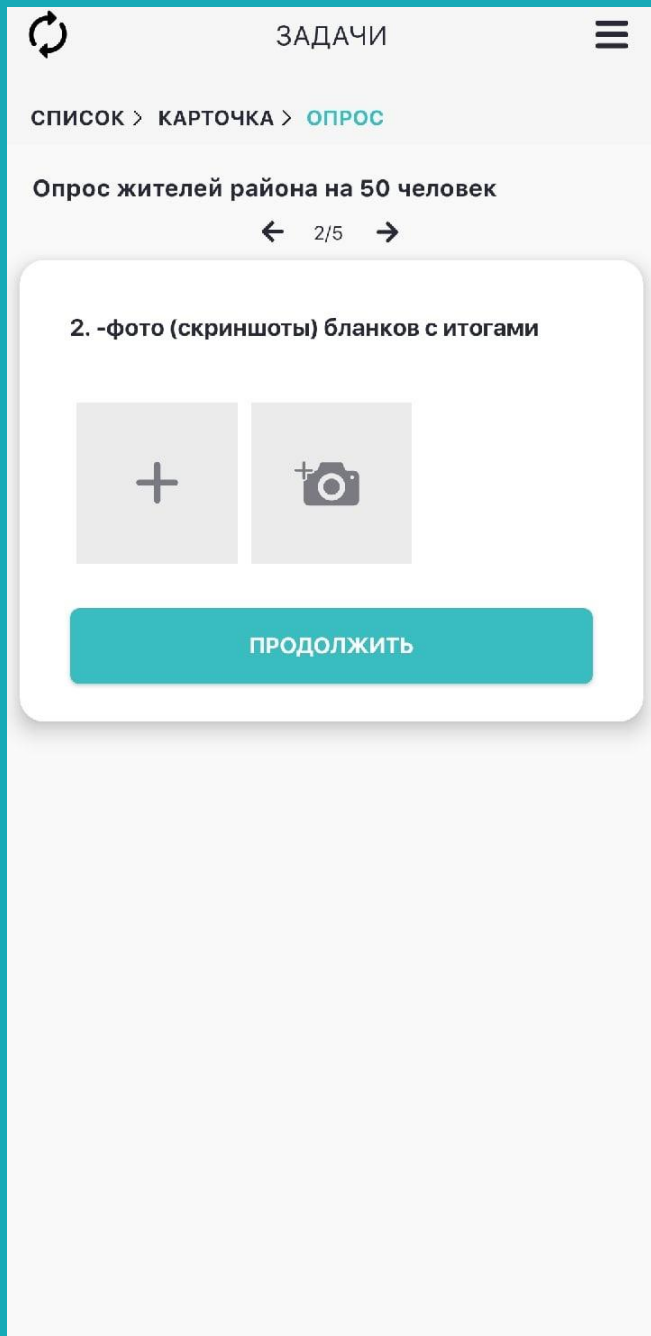 ЗАДАЧИ
СПИСОК > КАРТОЧКА > ОПРОС
Опрос жителей района на 50 человек
2/5
2. -фото (скриншоты) бланков с итогами
ПРОДОЛЖИТЬ